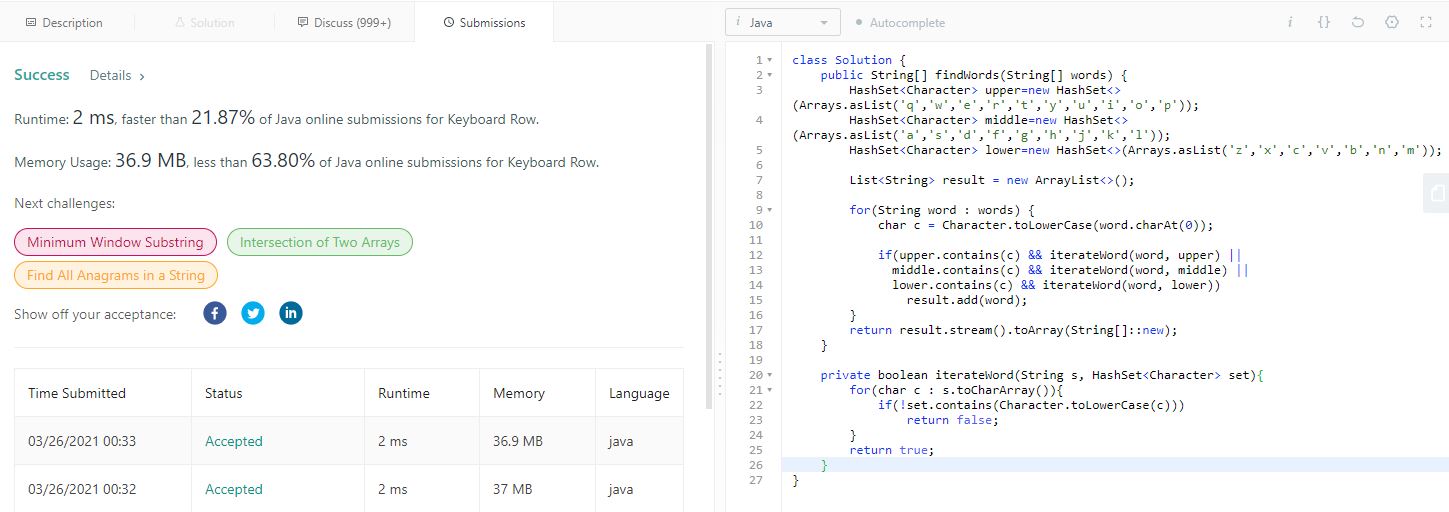 Description
Solution
Discuss (999+)
Submissions
Success
Details
Runtime: 2 ms, faster than 21.87% of Java online submissions for Keyboard Row.
Memory Usage: 36.9 MB, less than 63.80% of Java online submissions for Keyboard Row.
Next challenges:
Minimum Window Substring
Intersection of Two Arrays
Find All Anagrams in a String
Show off your acceptance:
Time Submitted Status Runtime Memory Language
03/26/2021 00:33 Accepted 2 ms 36.9 MB java
03/26/2021 00:32 Accepted 2 ms 37 MB java
i Java
Autocomplete
i {}
1 class Solution {
2     public String[] findWords(String[] words) {
3         HashSet<Character> upper=new HashSet<>
(Arrays.asList('q','w','e','r','t','y','u','i','o','p'));
4         HashSet<Character> middle=new HashSet<>
(Arrays.asList('a','s','d','f','g','h','j','k','l'));
5         HashSet<Character> lower=new HashSet<>(Arrays.asList('z','x','c','v','b','n','m'));
6
7         List<String> result = new ArrayList<>();
8
9         for(String word : words) {
10             char c = Character.toLowerCase(word.charAt(0));
11
12             if(upper.contains(c) && iterateWord(word, upper) ||
13               middle.contains(c) && iterateWord(word, middle) ||
14               lower.contains(c) && iterateWord(word, lower))
15                 result.add(word);
16         }
17         return result.stream().toArray(String[]::new);
18     }
19
20     private boolean iterateWord(String s, HashSet<Character> set){
21         for(char c : s.toCharArray()){
22             if(!set.contains(Character.toLowerCase(c)))
23                 return false;
24         }
25         return true;
26     }
27 }